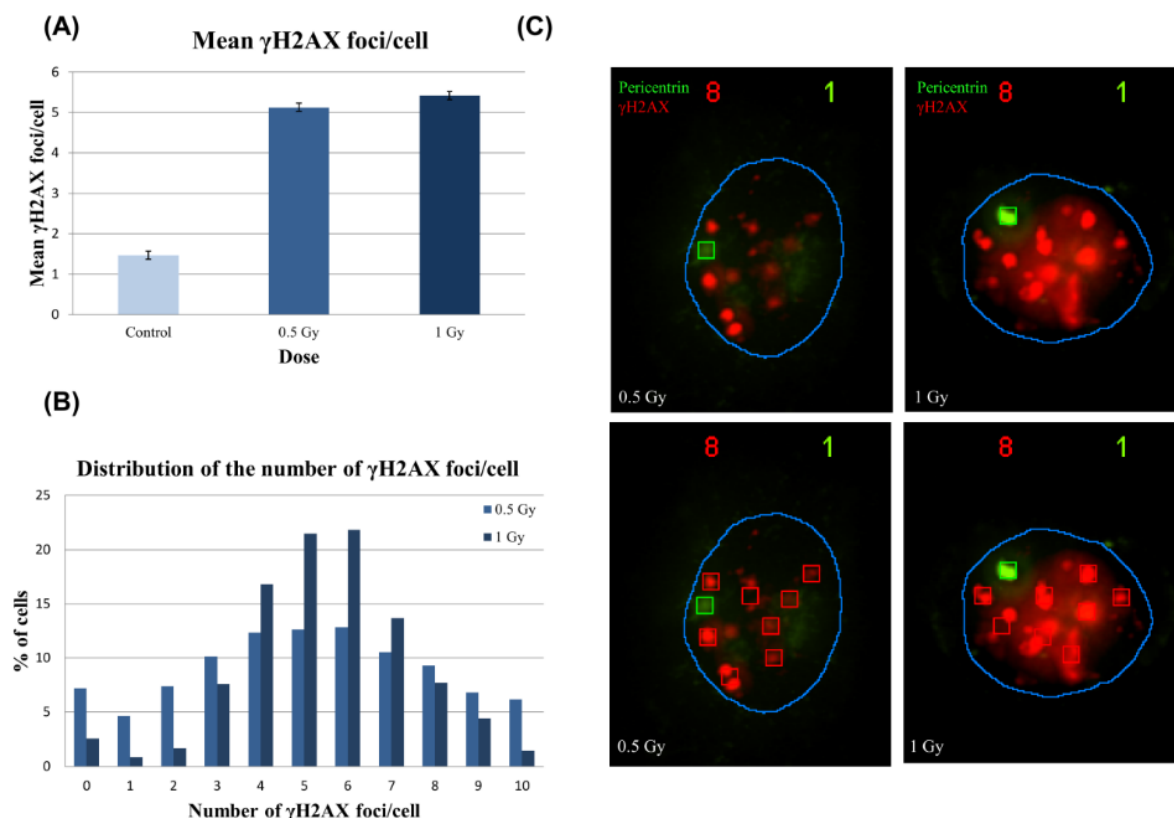 (A)
Mean γH2AX foci/cell
Mean γH2AX foci/cell
6
5
4
3
2
1
0
Control
0.5 Gy
1 Gy
Dose
(B)
Distribution of the number of γH2AX foci/cell
% of cells
25
20
15
10
5
0
0.5 Gy
1 Gy
0 1 2 3 4 5 6 7 8 9 10
Number of γH2AX foci/cell
(C)
Pericentrin
γH2AX
8
1
0.5 Gy
Pericentrin
γH2AX
8
1
1 Gy
8
1
0.5 Gy
8
1
1 Gy